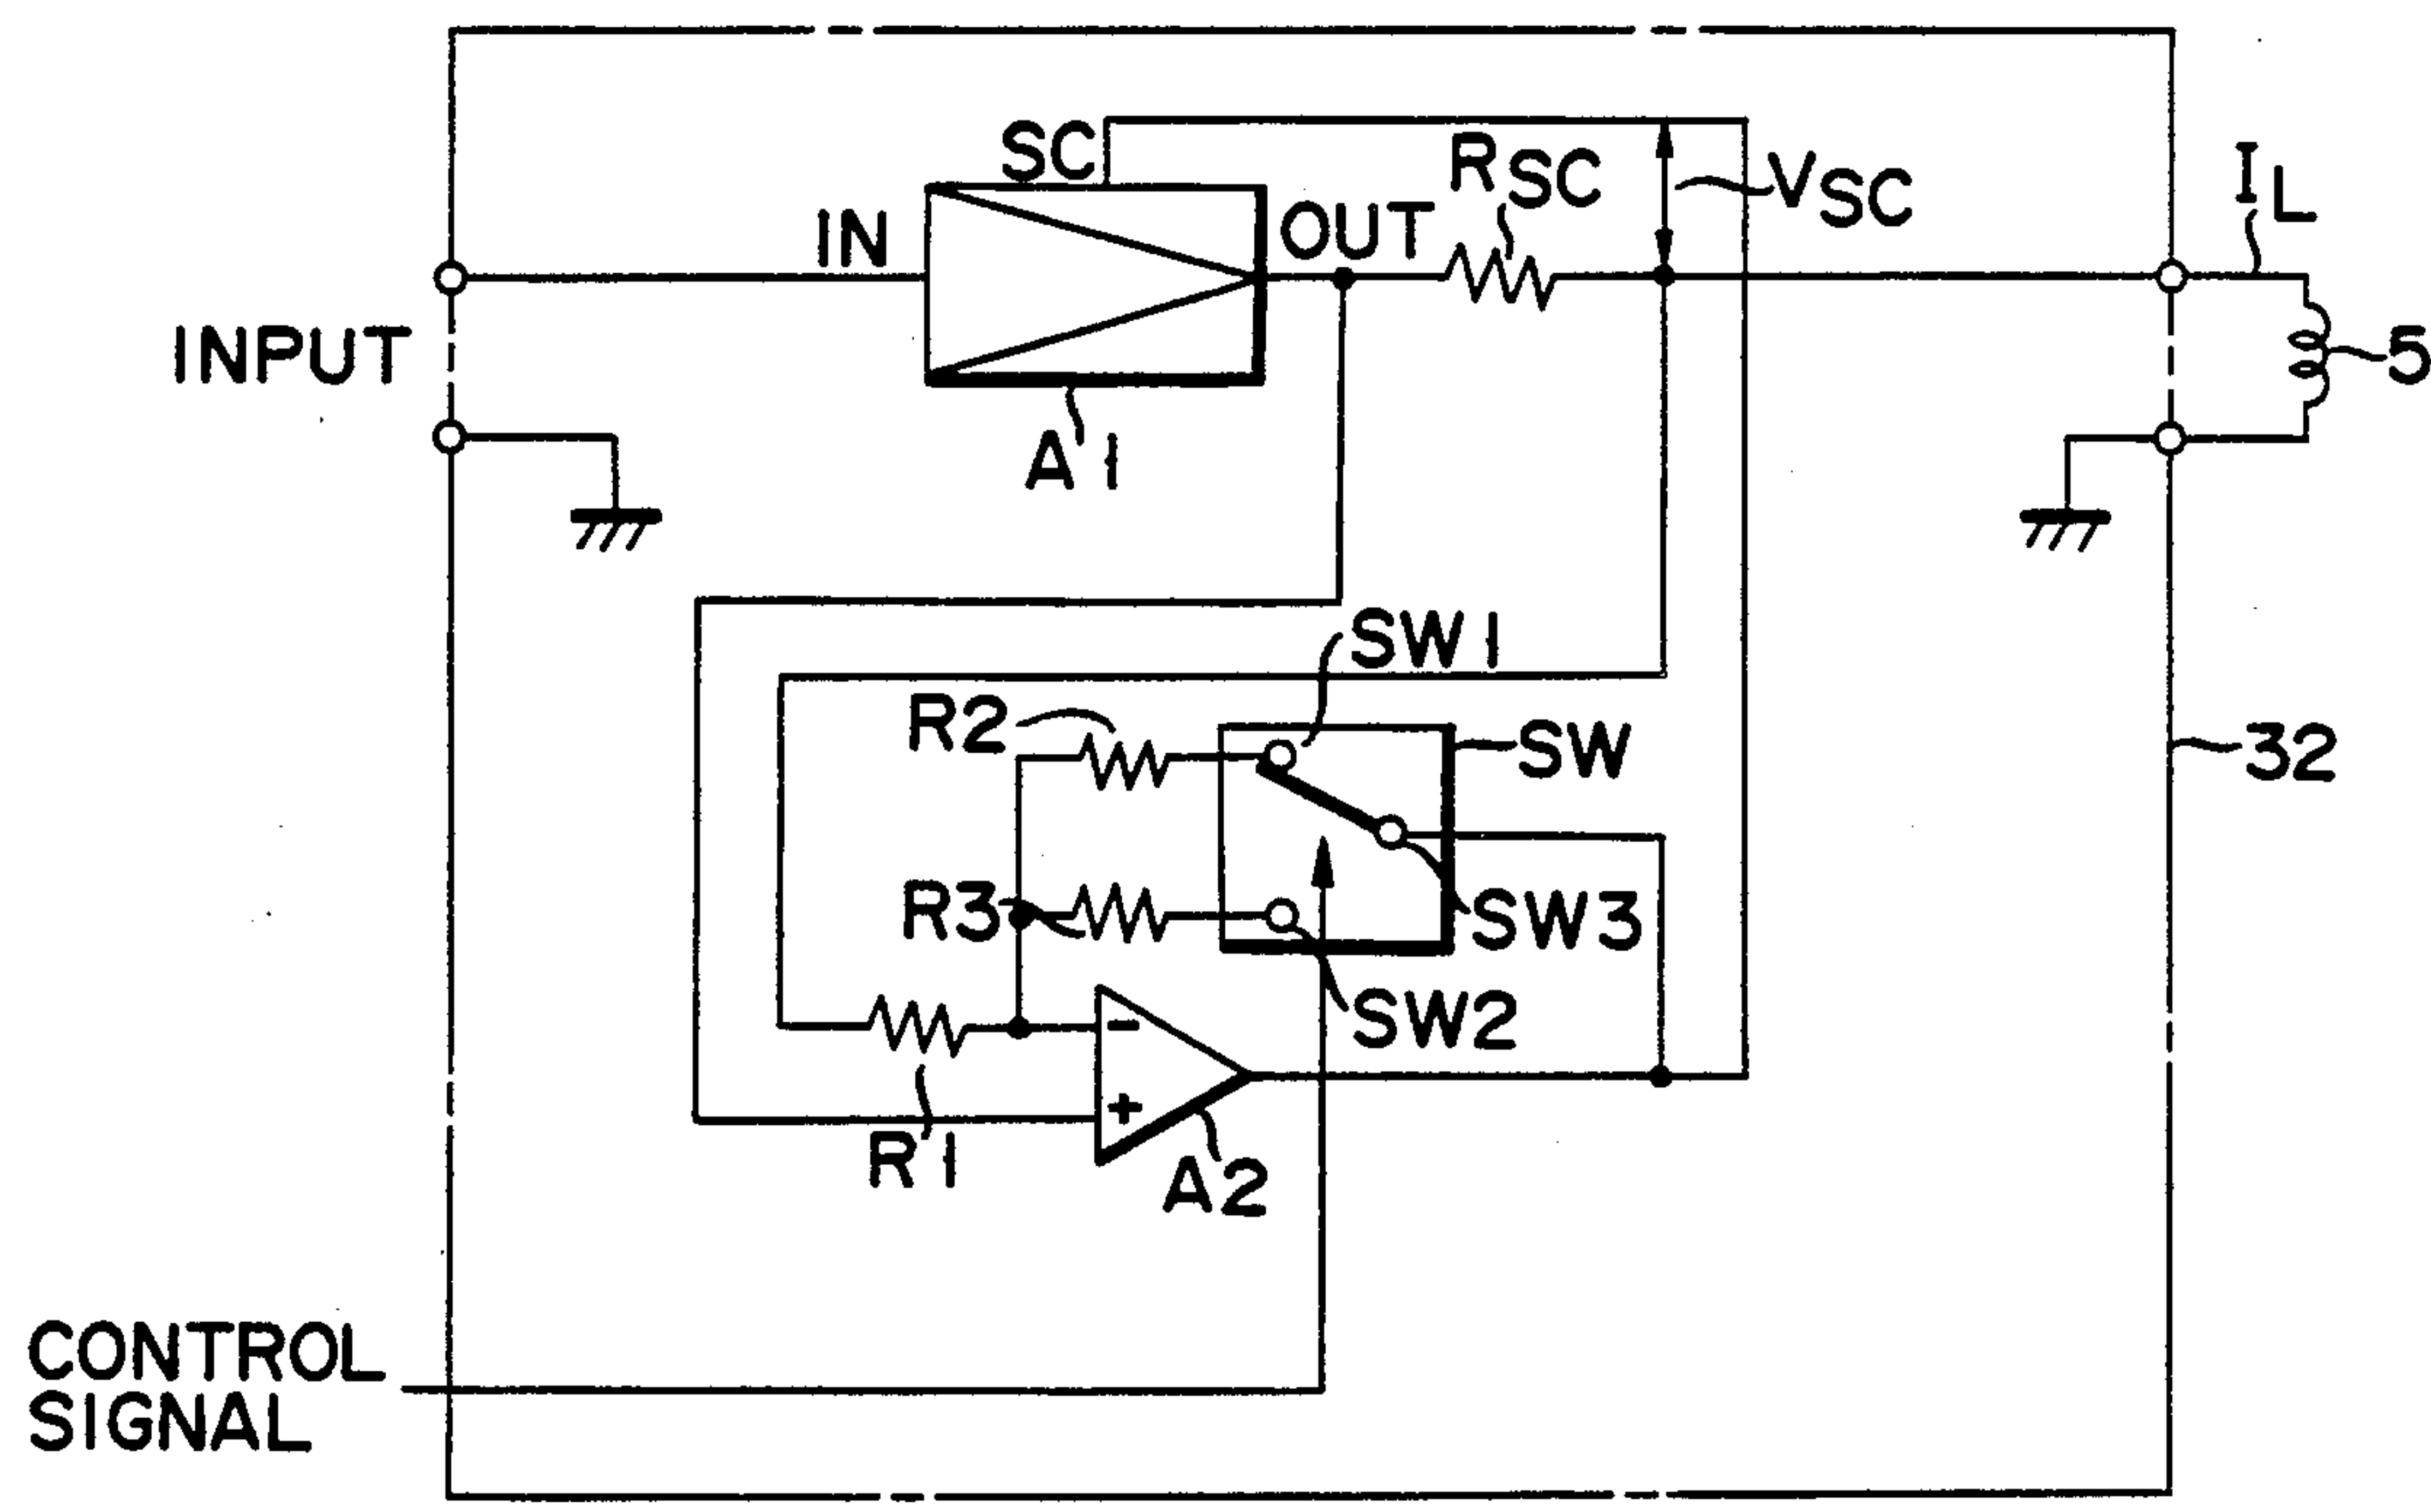 SC
RSC
VSC
IL
IN
OUT
INPUT
5
A1
SW1
R2
SW
32
R3
SW3
SW2
-
+
R1
A2
CONTROL
SIGNAL